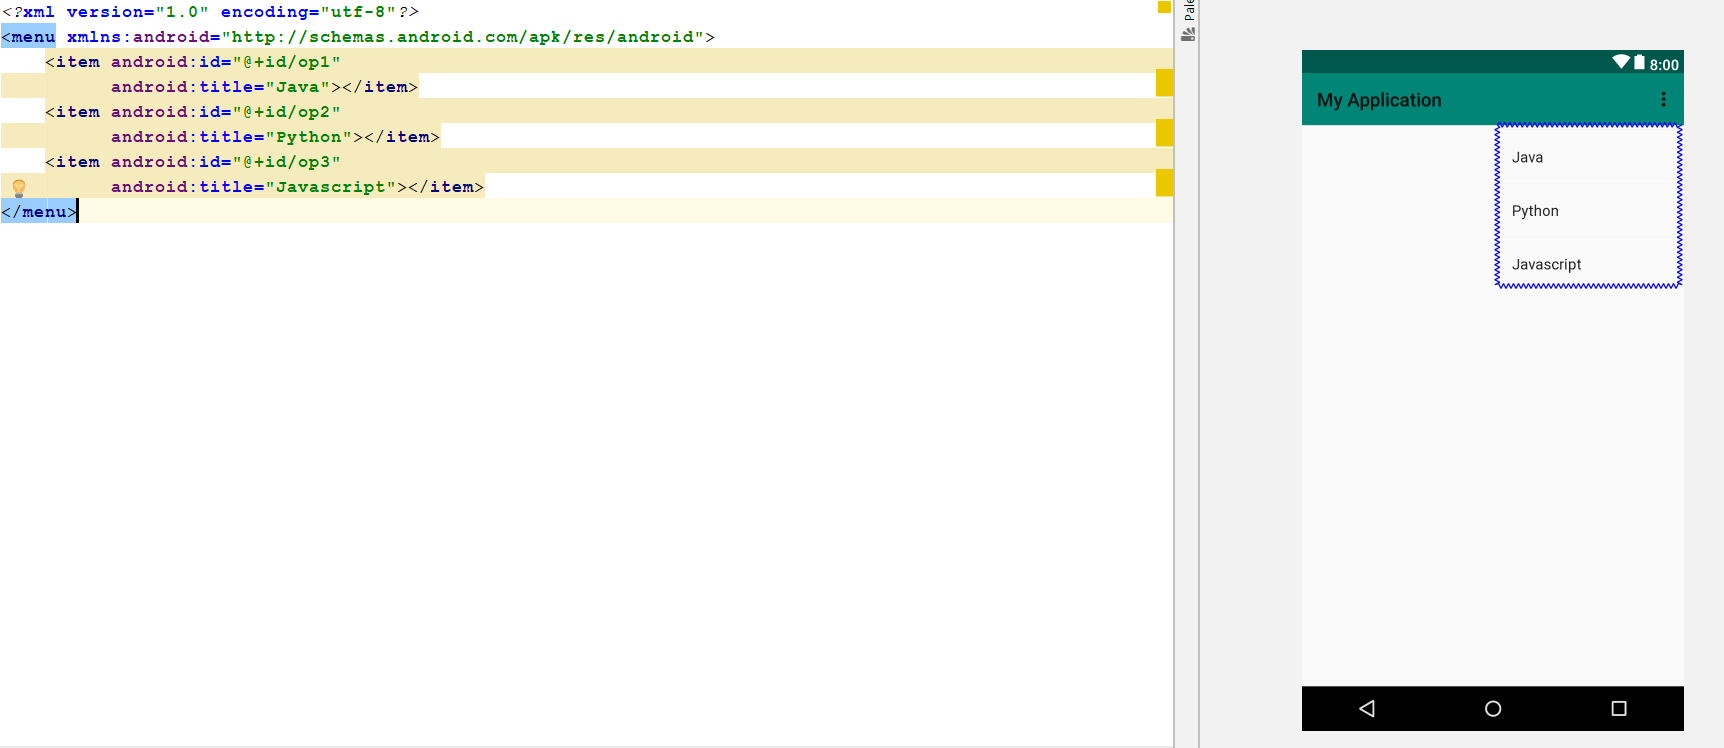 <?xml version="1.0" encoding="utf-8"?>
<menu xmlns:android="http://schemas.android.com/apk/res/android">
    <item android:id="@+id/op1"
          android:title="Java"></item>
    <item android:id="@+id/op2"
          android:title="Python"></item>
    <item android:id="@+id/op3"
          android:title="Javascript"></item>
</menu>
8:00
My Application
Java
Python
Javascript